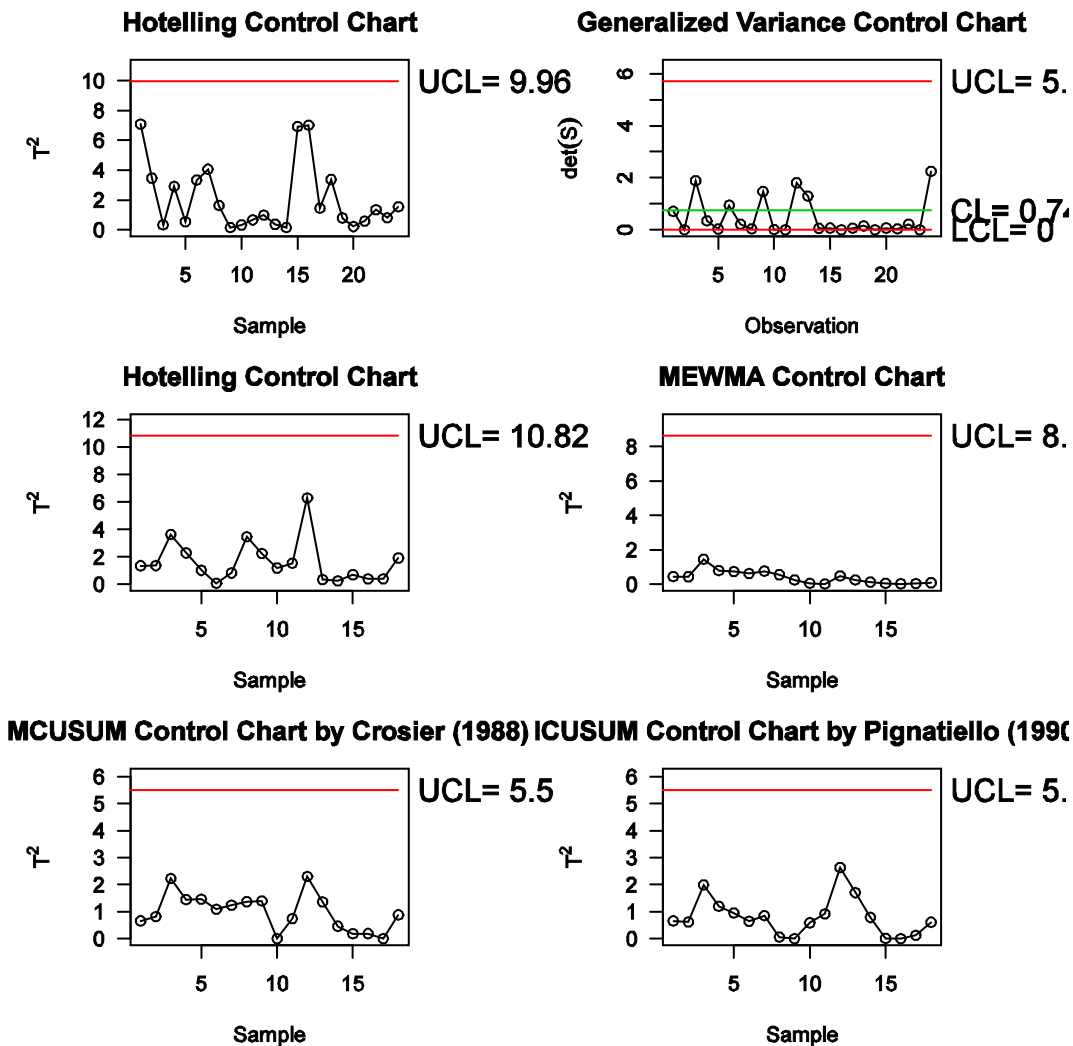 Hotelling Control Chart
T2
12
10
8
6
4
2
0
UCL= 9.96
5 10 15 20
Sample
Generalized Variance Control Chart
det(S)
6
4
2
0
UCL= 5.
CL= 0.74
LCL= 0
5 10 15 20
Observation
Hotelling Control Chart
T2
12
10
8
6
4
2
0
UCL= 10.82
5 10 15
Sample
MEWMA Control Chart
T2
8
6
4
2
0
UCL= 8.
5 10 15
Sample
MCUSUM Control Chart by Crosier (1988)
T2
6
5
4
3
2
1
0
UCL= 5.5
5 10 15
Sample
ICUSUM Control Chart by Pignatiello (1990
T2
6
5
4
3
2
1
0
UCL= 5.
5 10 15
Sample